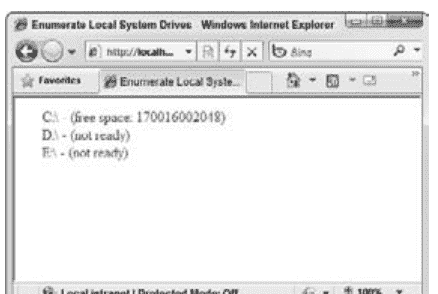 Enumerate Local System Drives - Windows Internet Explorer
http://localh... Bing
Favorites Enumerate Local Syste...
C:\ - (free space: 170016002048)
D:\ - (not ready)
E:\ - (not ready)
Local intranet | Protected Mode: Off 100%